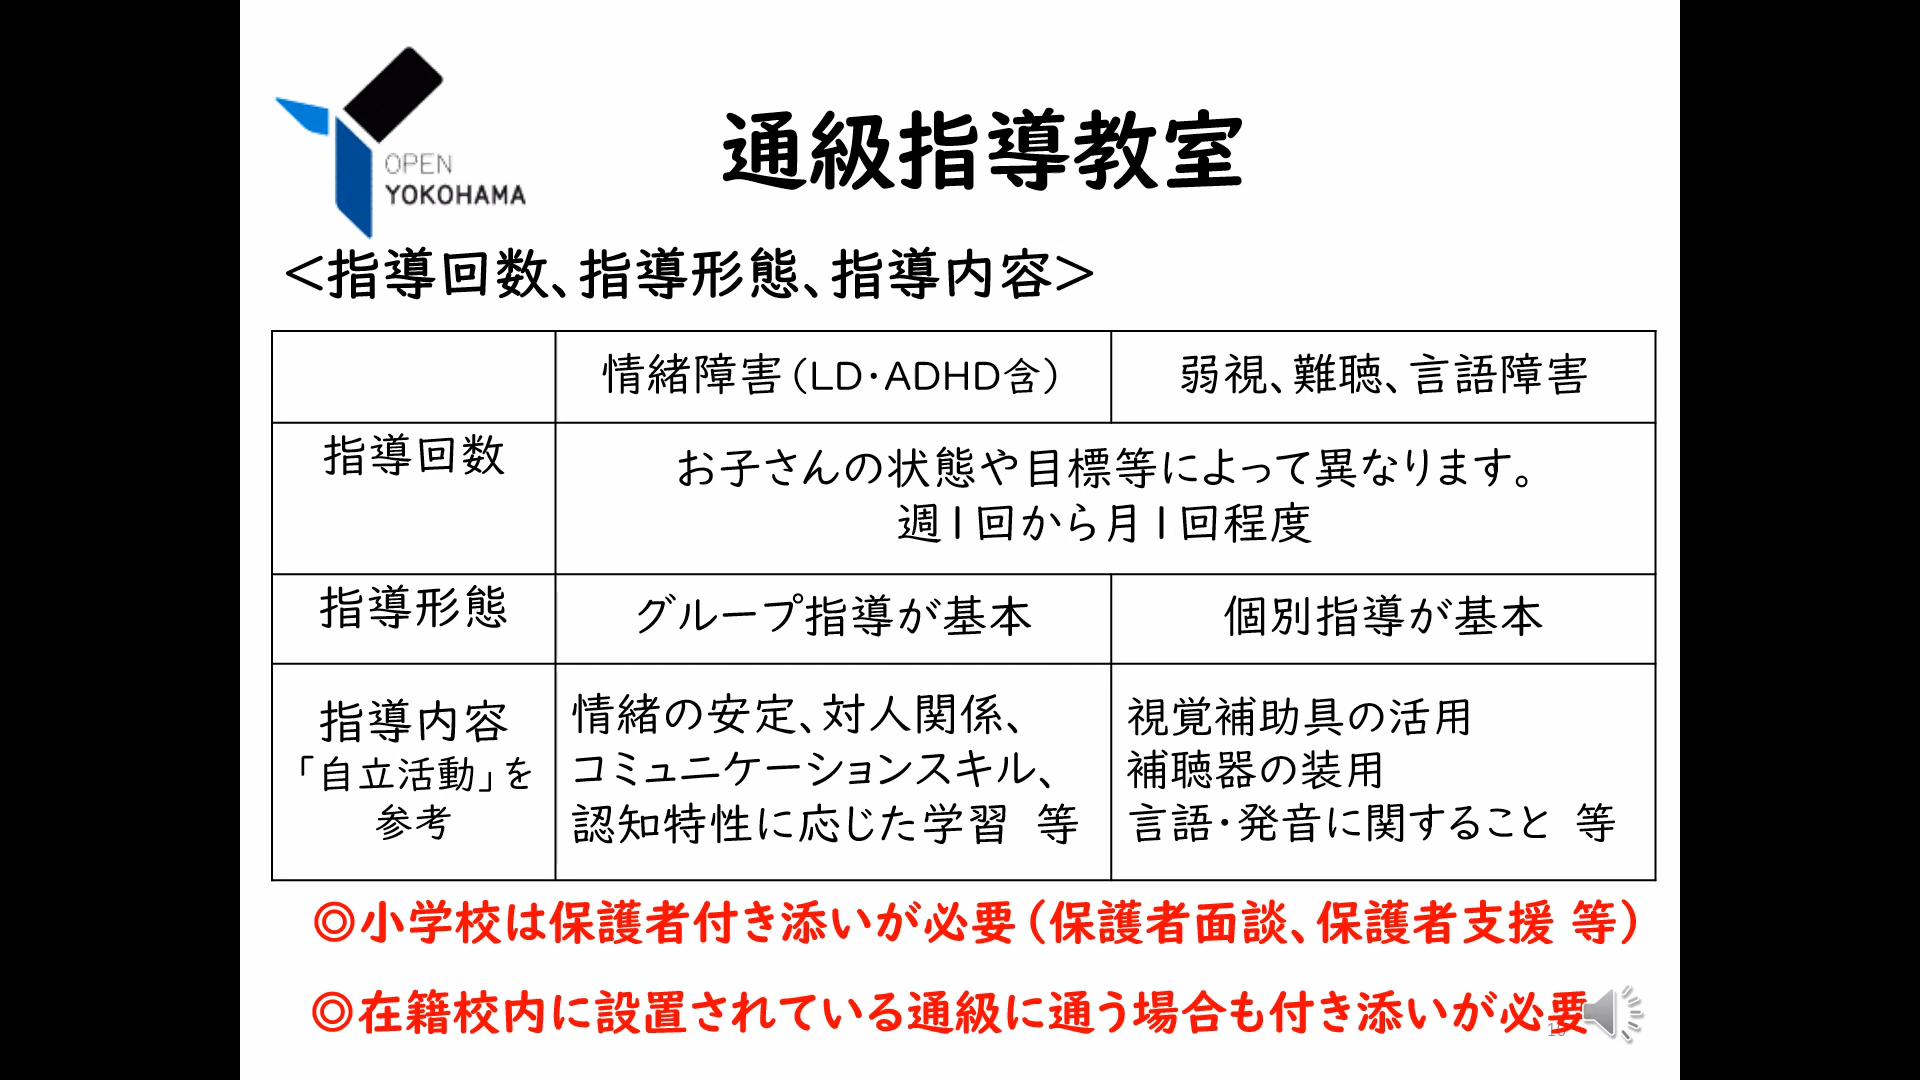 OPEN
YOKOHAMA
通級指導教室
<指導回数、指導形態、指導内容>
情緒障害（LD・ADHD含） 弱視、難聴、言語障害
指導回数
お子さんの状態や目標等によって異なります。
週1回から月1回程度
指導形態 グループ指導が基本 個別指導が基本
指導内容
「自立活動」を
参考
情緒の安定、対人関係、
コミュニケーションスキル、
認知特性に応じた学習 等
視覚補助具の活用
補聴器の装用
言語・発音に関すること 等
◎小学校は保護者付き添いが必要（保護者面談、保護者支援 等）
◎在籍校内に設置されている通級に通う場合も付き添いが必要